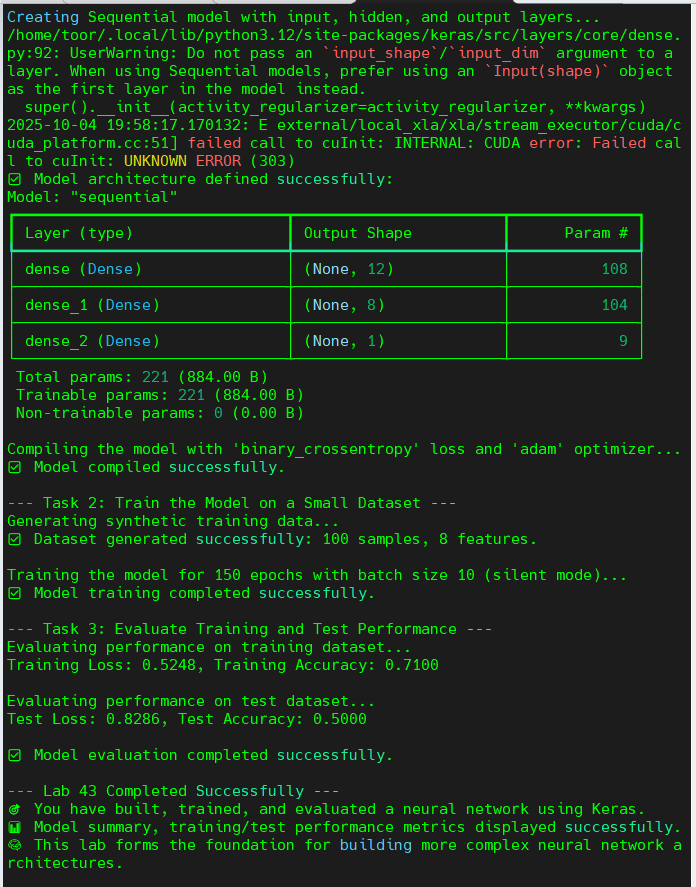 Creating Sequential model with input, hidden, and output layers...
/home/toor/.local/lib/python3.12/site-packages/keras/src/layers/core/dense.
py:92: UserWarning: Do not pass an `input_shape`/`input_dim` argument to a
layer. When using Sequential models, prefer using an `Input(shape)` object
as the first layer in the model instead.
  super().__init__(activity_regularizer=activity_regularizer, **kwargs)
2025-10-04 19:58:17.170132: E external/local_xla/xla/stream_executor/cuda/c
uda_platform.cc:51] failed call to cuInit: INTERNAL: CUDA error: Failed cal
l to cuInit: UNKNOWN ERROR (303)
☑ Model architecture defined successfully:
Model: "sequential"
Layer (type) Output Shape Param #
dense (Dense) (None, 12) 108
dense_1 (Dense) (None, 8) 104
dense_2 (Dense) (None, 1) 9
Total params: 221 (884.00 B)
Trainable params: 221 (884.00 B)
Non-trainable params: 0 (0.00 B)
Compiling the model with 'binary_crossentropy' loss and 'adam' optimizer...
☑ Model compiled successfully.
--- Task 2: Train the Model on a Small Dataset ---
Generating synthetic training data...
☑ Dataset generated successfully: 100 samples, 8 features.
Training the model for 150 epochs with batch size 10 (silent mode)...
☑ Model training completed successfully.
--- Task 3: Evaluate Training and Test Performance ---
Evaluating performance on training dataset...
Training Loss: 0.5248, Training Accuracy: 0.7100
Evaluating performance on test dataset...
Test Loss: 0.8286, Test Accuracy: 0.5000
☑ Model evaluation completed successfully.
--- Lab 43 Completed Successfully ---
🎯 You have built, trained, and evaluated a neural network using Keras.
📊 Model summary, training/test performance metrics displayed successfully.
🧠 This lab forms the foundation for building more complex neural network a
rchitectures.